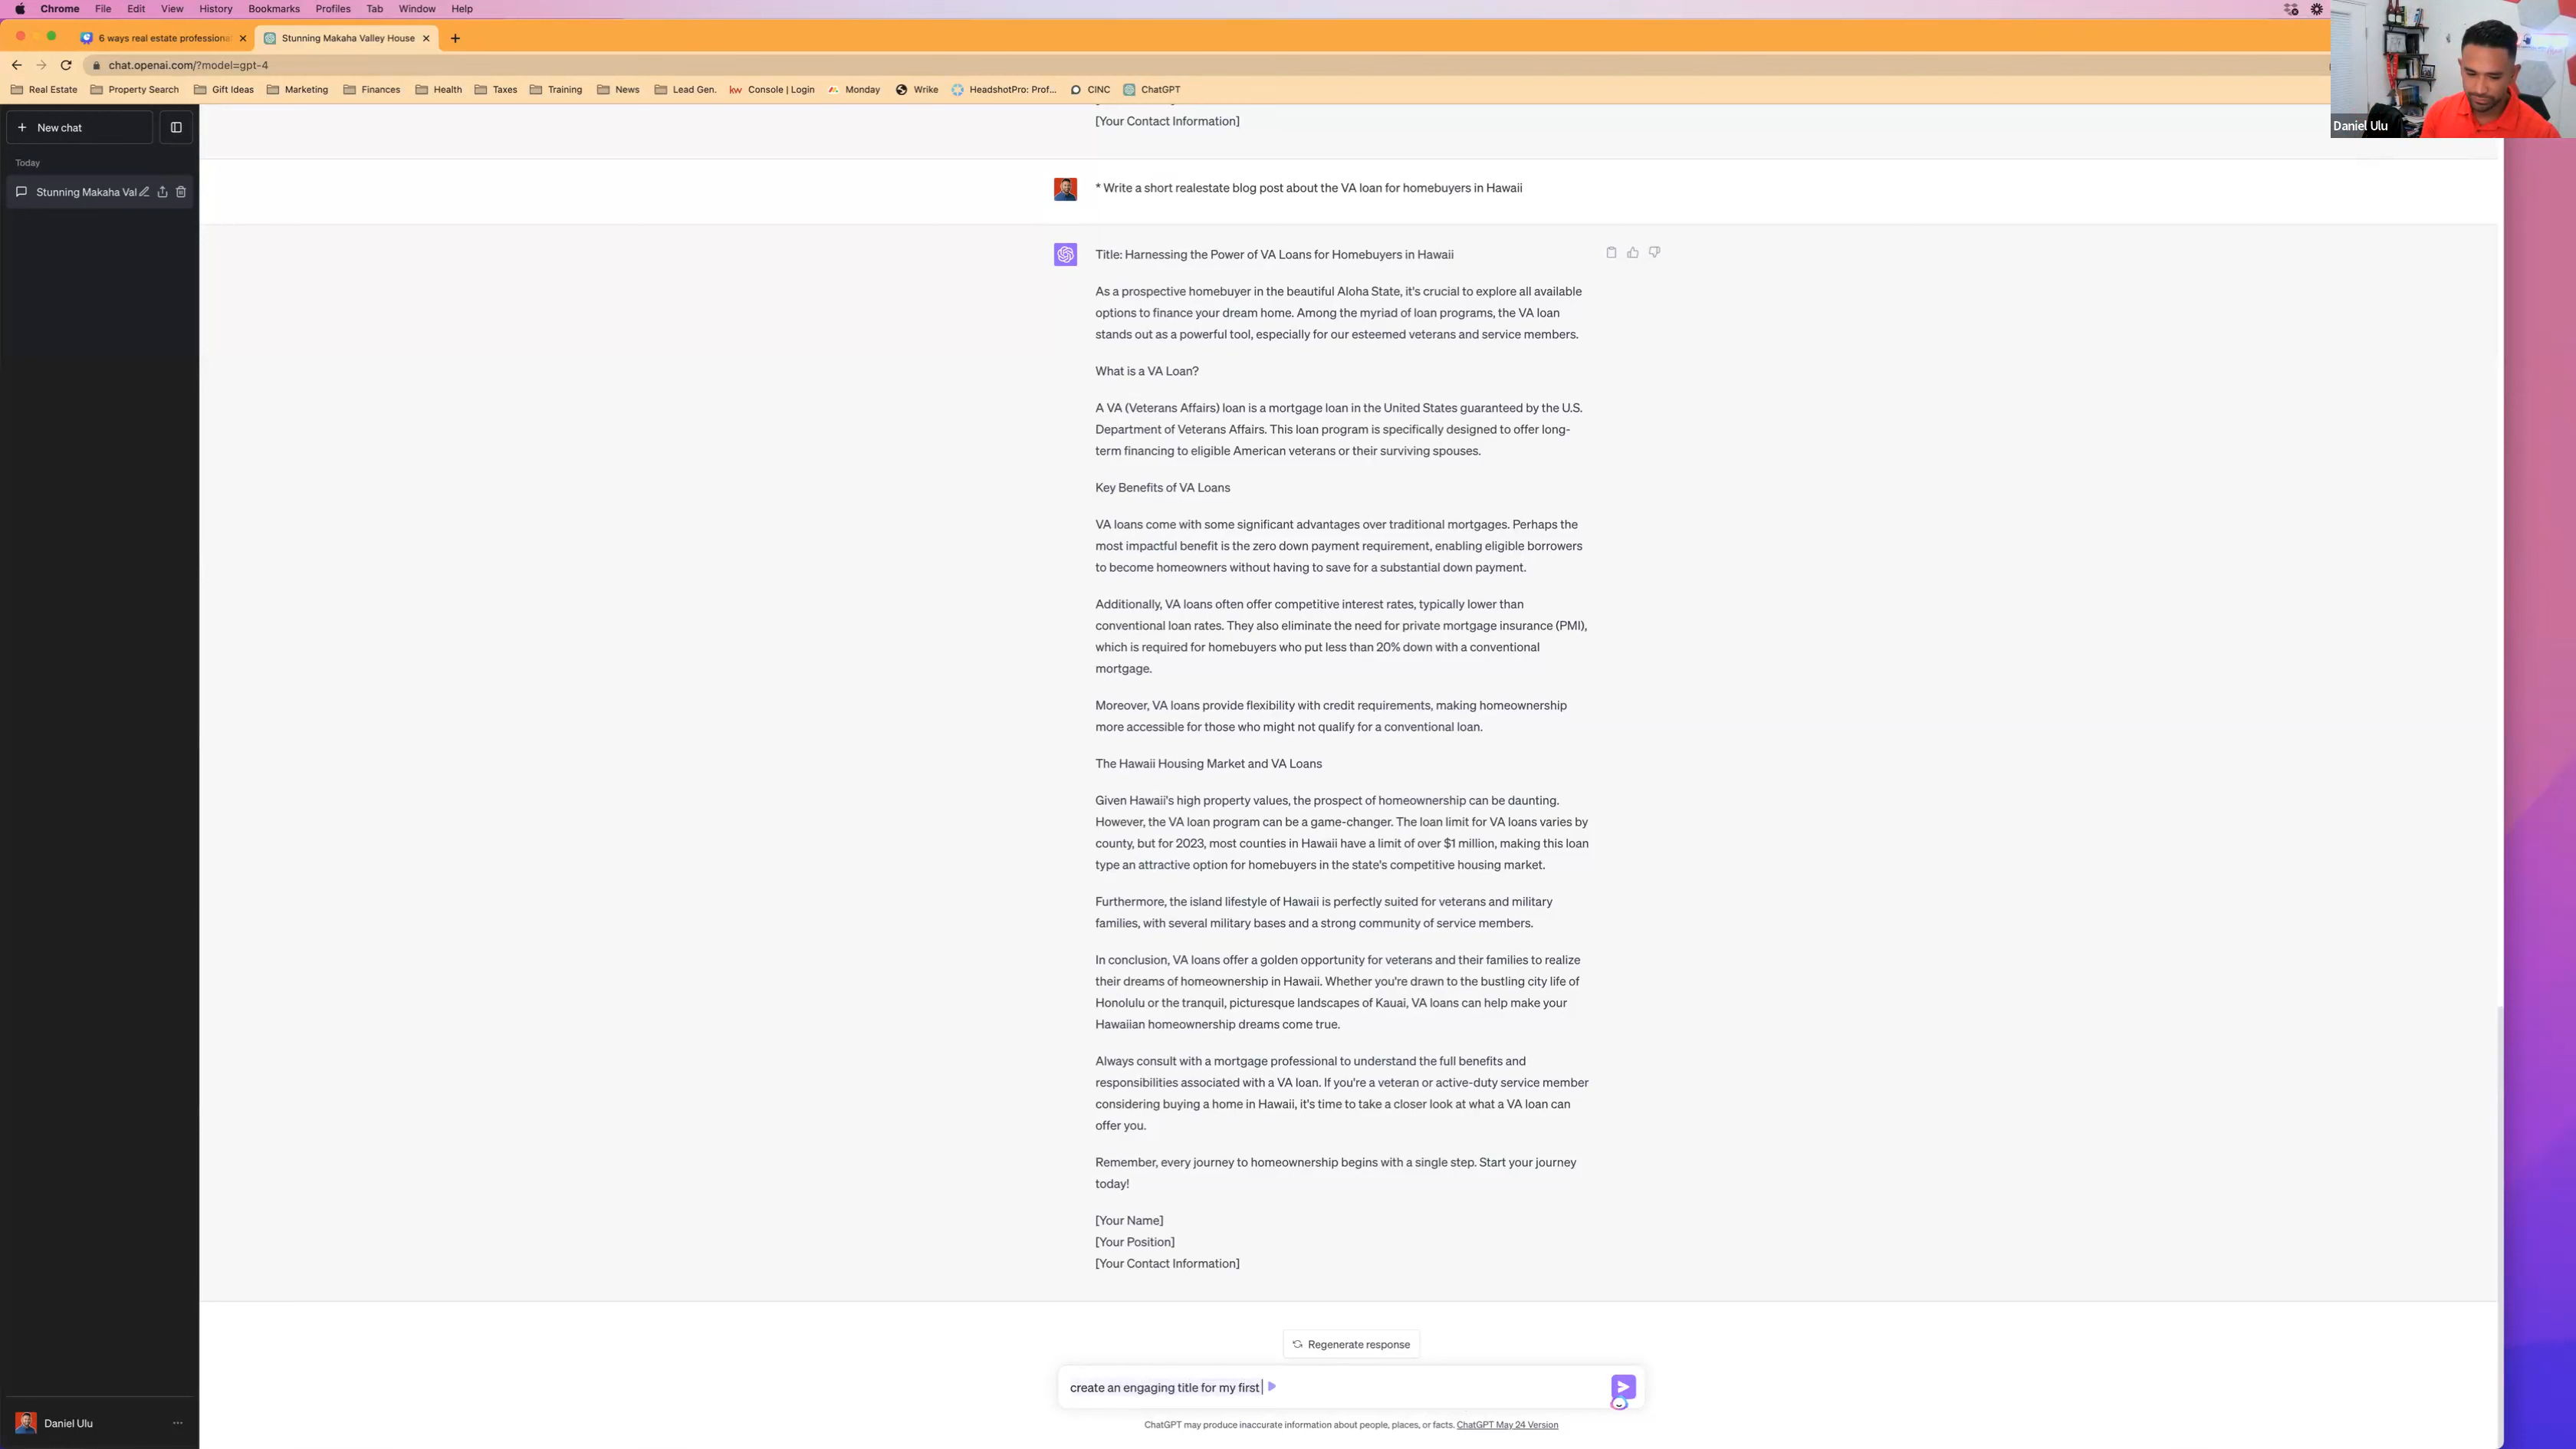 Chrome File Edit View History Bookmarks Profiles Tab Window Help
6 ways real estate professiona
Stunning Makaha Valley House
chat.openai.com/?model=gpt-4
Real Estate Property Search Gift Ideas Marketing Finances Health Taxes Training News Lead Gen. kw Console | Login Monday Wrike HeadshotPro: Prof... CINC ChatGPT
Daniel Ulu
New chat
Today
Stunning Makaha Val
[Your Contact Information]
* Write a short realestate blog post about the VA loan for homebuyers in Hawaii
Title: Harnessing the Power of VA Loans for Homebuyers in Hawaii
As a prospective homebuyer in the beautiful Aloha State, it's crucial to explore all available
options to finance your dream home. Among the myriad of loan programs, the VA loan
stands out as a powerful tool, especially for our esteemed veterans and service members.
What is a VA Loan?
A VA (Veterans Affairs) loan is a mortgage loan in the United States guaranteed by the U.S.
Department of Veterans Affairs. This loan program is specifically designed to offer long-
term financing to eligible American veterans or their surviving spouses.
Key Benefits of VA Loans
VA loans come with some significant advantages over traditional mortgages. Perhaps the
most impactful benefit is the zero down payment requirement, enabling eligible borrowers
to become homeowners without having to save for a substantial down payment.
Additionally, VA loans often offer competitive interest rates, typically lower than
conventional loan rates. They also eliminate the need for private mortgage insurance (PMI),
which is required for homebuyers who put less than 20% down with a conventional
mortgage.
Moreover, VA loans provide flexibility with credit requirements, making homeownership
more accessible for those who might not qualify for a conventional loan.
The Hawaii Housing Market and VA Loans
Given Hawaii's high property values, the prospect of homeownership can be daunting.
However, the VA loan program can be a game-changer. The loan limit for VA loans varies by
county, but for 2023, most counties in Hawaii have a limit of over $1 million, making this loan
type an attractive option for homebuyers in the state's competitive housing market.
Furthermore, the island lifestyle of Hawaii is perfectly suited for veterans and military
families, with several military bases and a strong community of service members.
In conclusion, VA loans offer a golden opportunity for veterans and their families to realize
their dreams of homeownership in Hawaii. Whether you're drawn to the bustling city life of
Honolulu or the tranquil, picturesque landscapes of Kauai, VA loans can help make your
Hawaiian homeownership dreams come true.
Always consult with a mortgage professional to understand the full benefits and
responsibilities associated with a VA loan. If you're a veteran or active-duty service member
considering buying a home in Hawaii, it's time to take a closer look at what a VA loan can
offer you.
Remember, every journey to homeownership begins with a single step. Start your journey
today!
[Your Name]
[Your Position]
[Your Contact Information]
Regenerate response
create an engaging title for my first
ChatGPT may produce inaccurate information about people, places, or facts. ChatGPT May 24 Version
Daniel Ulu